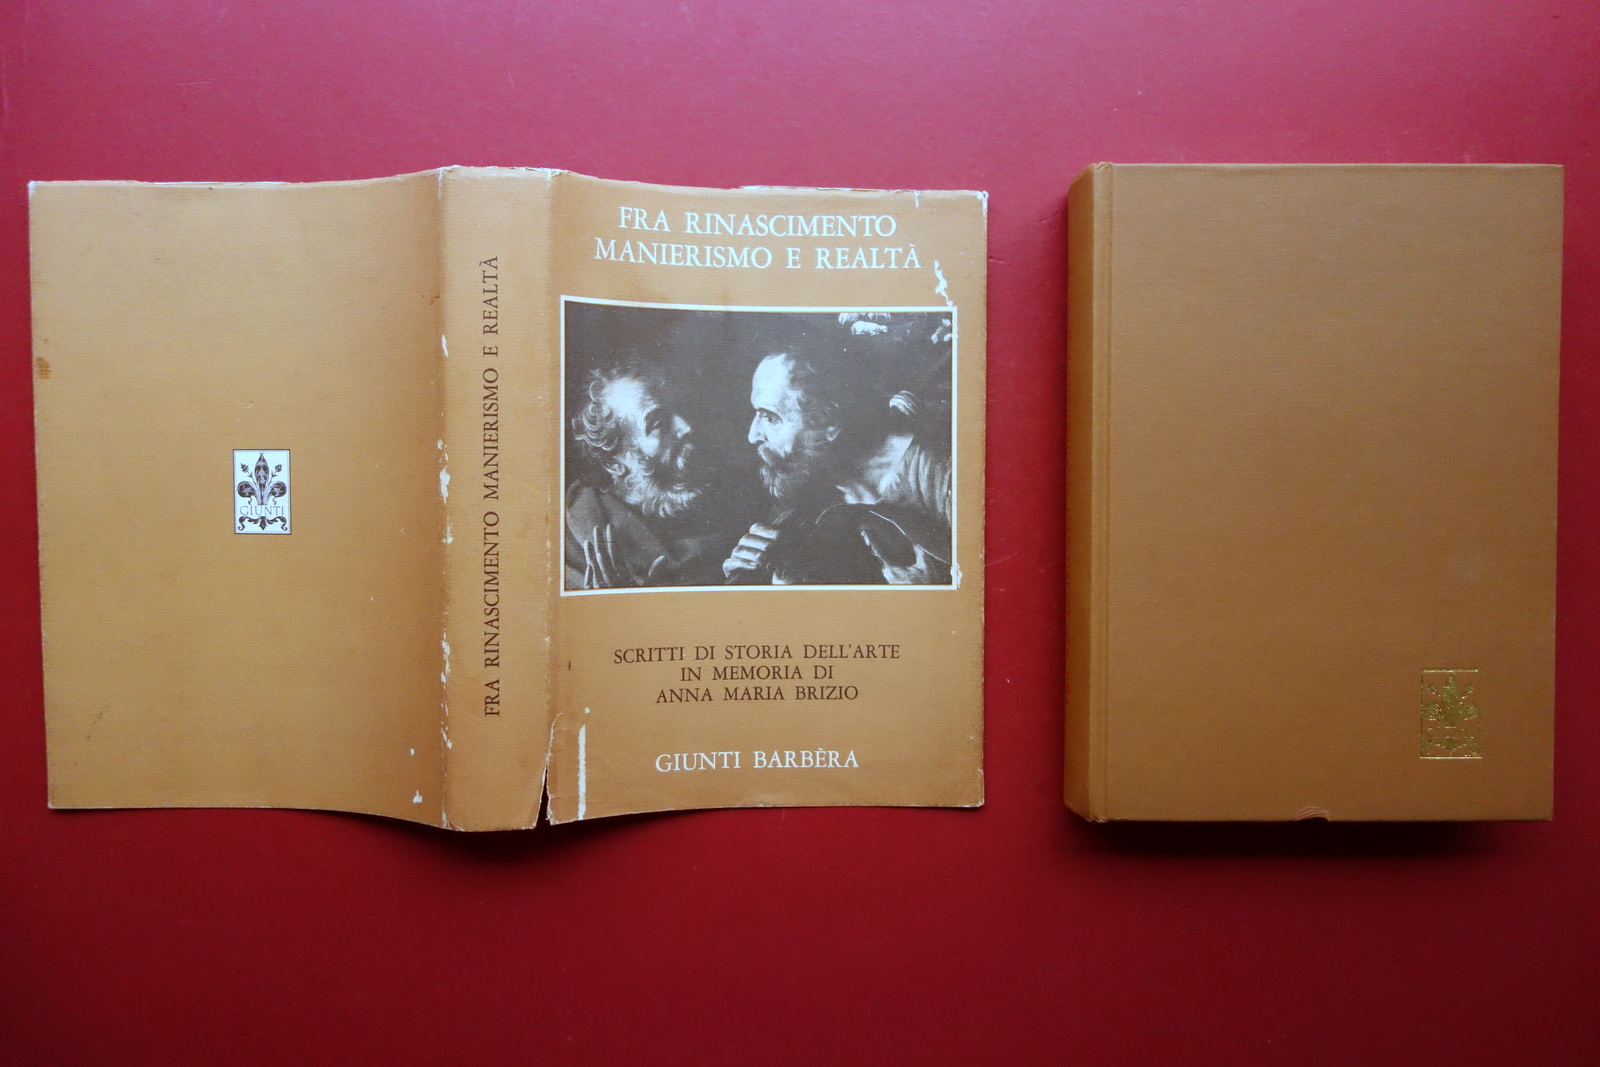 GIUNTI
FRA RINASCIMENTO MANIERISMO E REALTÀ
FRA RINASCIMENTO
MANIERISMO E REALTÀ
SCRITTI DI STORIA DELL'ARTE
IN MEMORIA DI
ANNA MARIA BRIZIO
GIUNTI BARBÈRA